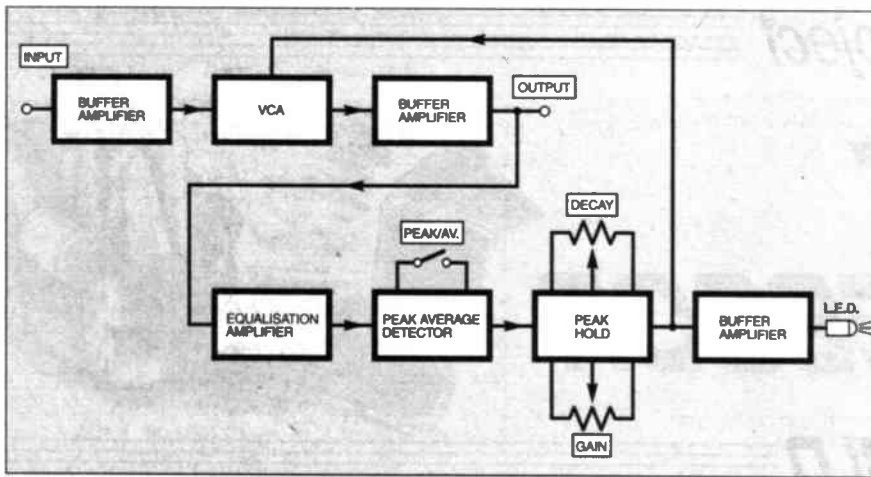 INPUT
BUFFER
AMPLIFIER
VCA
BUFFER
AMPLIFIER
OUTPUT
PEAK/AV.
DECAY
EQUALISATION
AMPLIFIER
PEAK AVERAGE
DETECTOR
PEAK
HOLD
BUFFER
AMPLIFIER
L.E.D.
GAIN